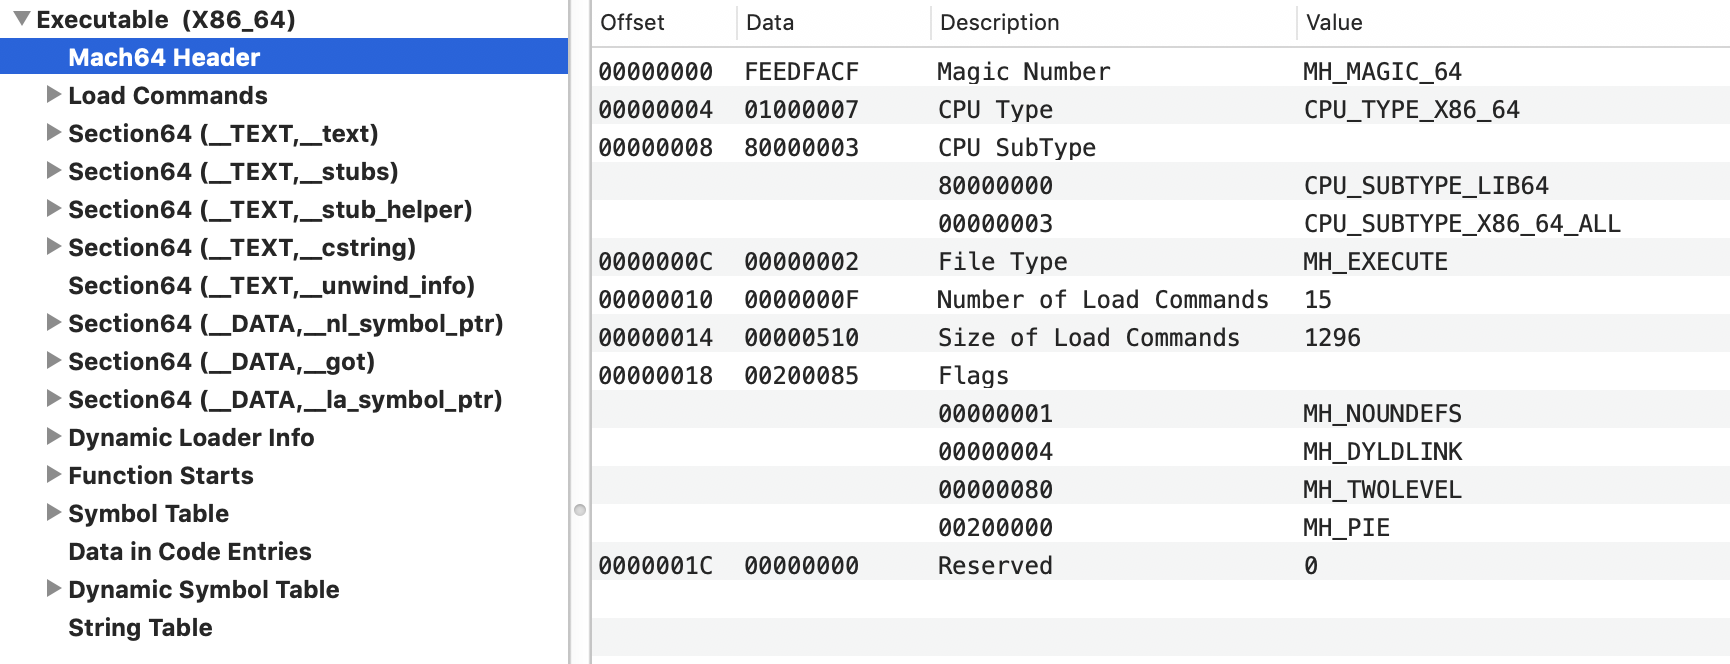 Executable (X86_64)
Mach64 Header
Load Commands
Section64 (__TEXT,__text)
Section64 (__TEXT,__stubs)
Section64 (__TEXT,__stub_helper)
Section64 (__TEXT,__cstring)
Section64 (__TEXT,__unwind_info)
Section64 (__DATA,__nl_symbol_ptr)
Section64 (__DATA,__got)
Section64 (__DATA,__la_symbol_ptr)
Dynamic Loader Info
Function Starts
Symbol Table
Data in Code Entries
Dynamic Symbol Table
String Table
Offset Data Description Value
00000000 FEEDFACF Magic Number MH_MAGIC_64
00000004 01000007 CPU Type CPU_TYPE_X86_64
00000008 80000003 CPU SubType
80000000 CPU_SUBTYPE_LIB64
00000003 CPU_SUBTYPE_X86_64_ALL
0000000C 00000002 File Type MH_EXECUTE
00000010 0000000F Number of Load Commands 15
00000014 00000510 Size of Load Commands 1296
00000018 00200085 Flags
00000001 MH_NOUNDEFS
00000004 MH_DYLDLINK
00000080 MH_TWOLEVEL
00200000 MH_PIE
0000001C 00000000 Reserved 0